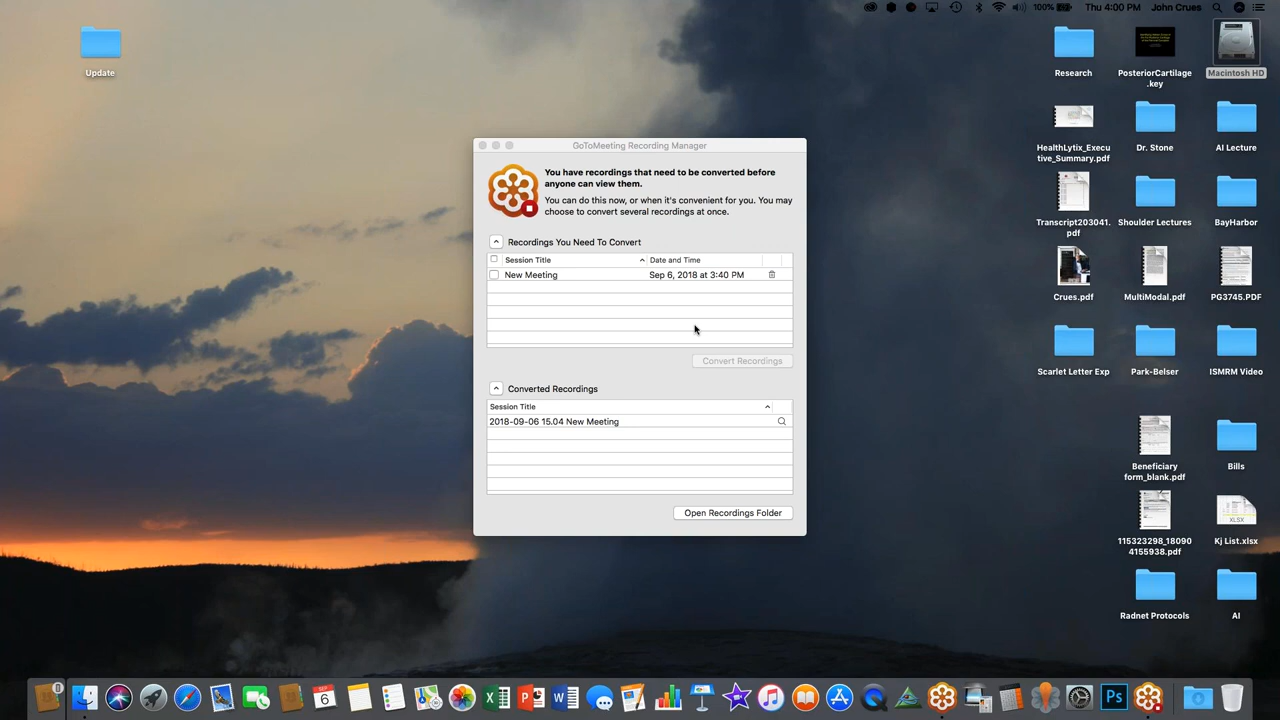 100% Thu 4:00 PM John Crues
Update
Research
PosteriorCartilage
.key
Macintosh HD
HealthLytix_Execu
tive_Summary.pdf
Dr. Stone
AI Lecture
Transcript203041.
pdf
Shoulder Lectures
BayHarbor
Crues.pdf
MultiModal.pdf
PG3745.PDF
Scarlet Letter Exp
Park-Belser
ISMRM Video
Beneficiary
form_blank.pdf
Bills
115323298_18090
4155938.pdf
XLSX
Kj List.xlsx
Radnet Protocols
AI
GoToMeeting Recording Manager
You have recordings that need to be converted before
anyone can view them.
You can do this now, or when it's convenient for you. You may
choose to convert several recordings at once.
Recordings You Need To Convert
Session Title Date and Time
New Meeting Sep 6, 2018 at 3:40 PM
Convert Recordings
Converted Recordings
Session Title
2018-09-06 15.04 New Meeting
Open Recordings Folder
6
Ps